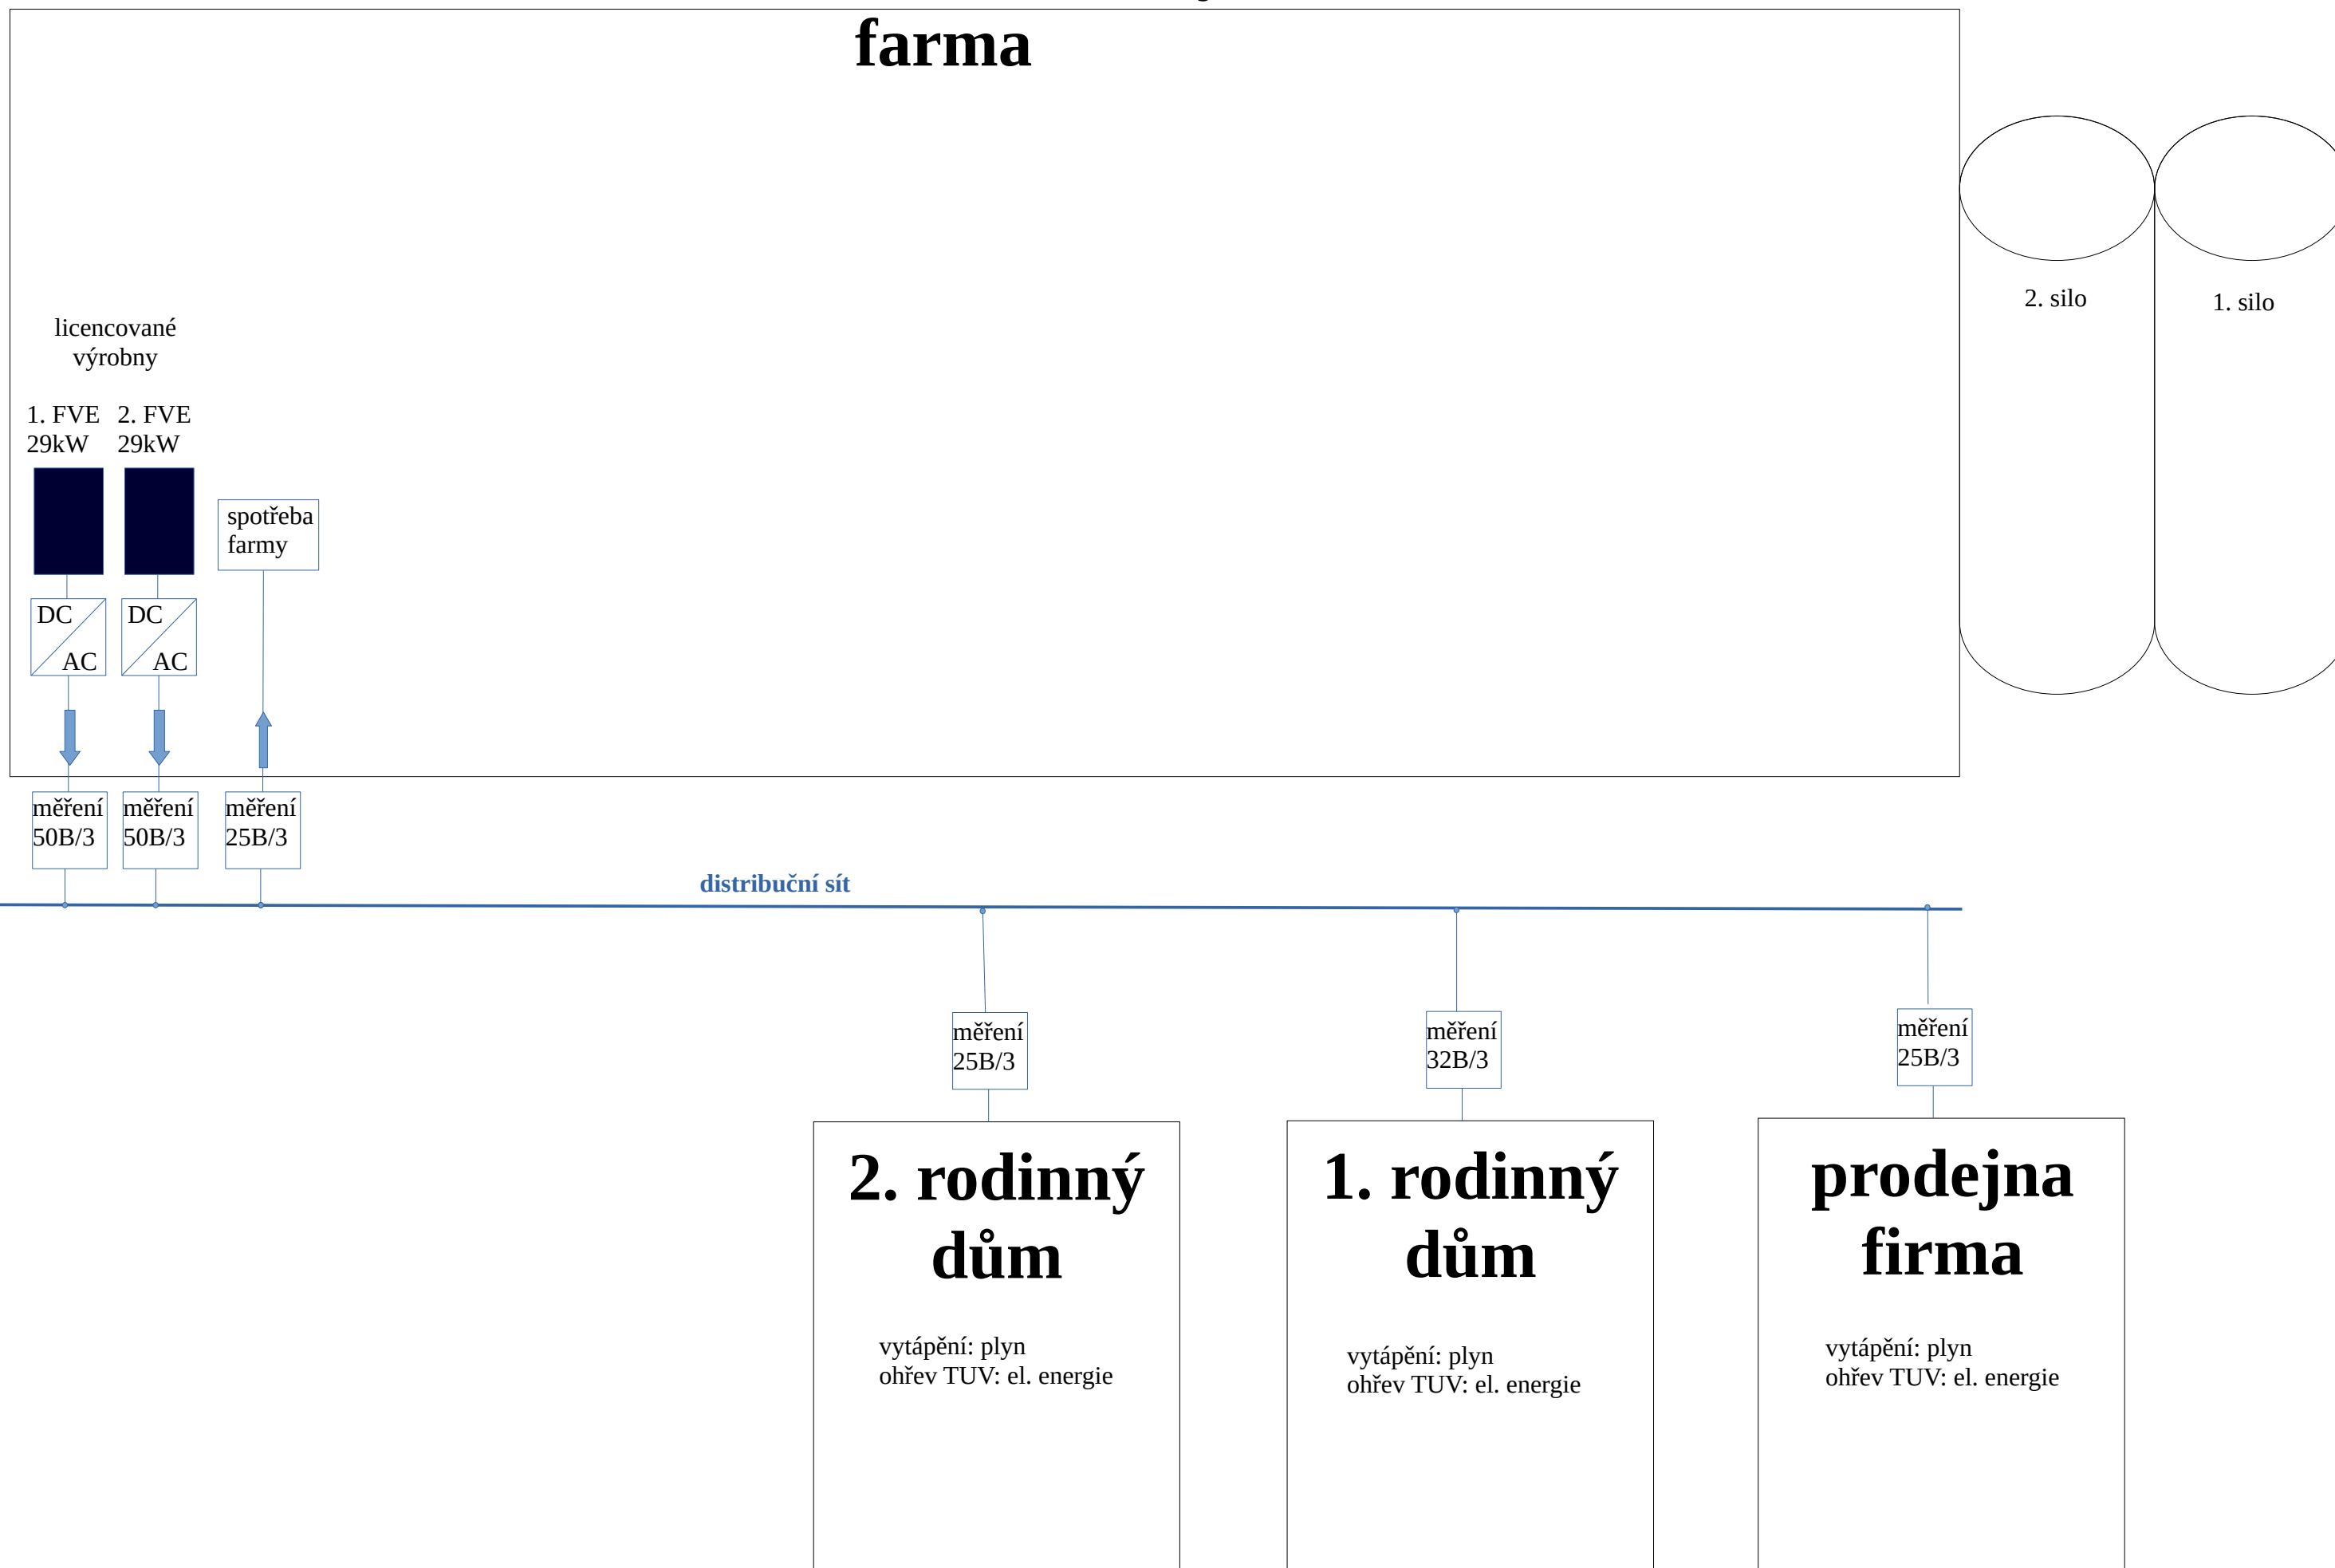 farma
2. silo
1. silo
licencované
výrobny
1. FVE
29kW
2. FVE
29kW
spotřeba
farmy
DC
AC
DC
AC
měření
50B/3
měření
50B/3
měření
25B/3
distribuční sít
měření
25B/3
měření
32B/3
měření
25B/3
2. rodinný
dům
vytápění: plyn
ohřev TUV: el. energie
1. rodinný
dům
vytápění: plyn
ohřev TUV: el. energie
prodejna
firma
vytápění: plyn
ohřev TUV: el. energie